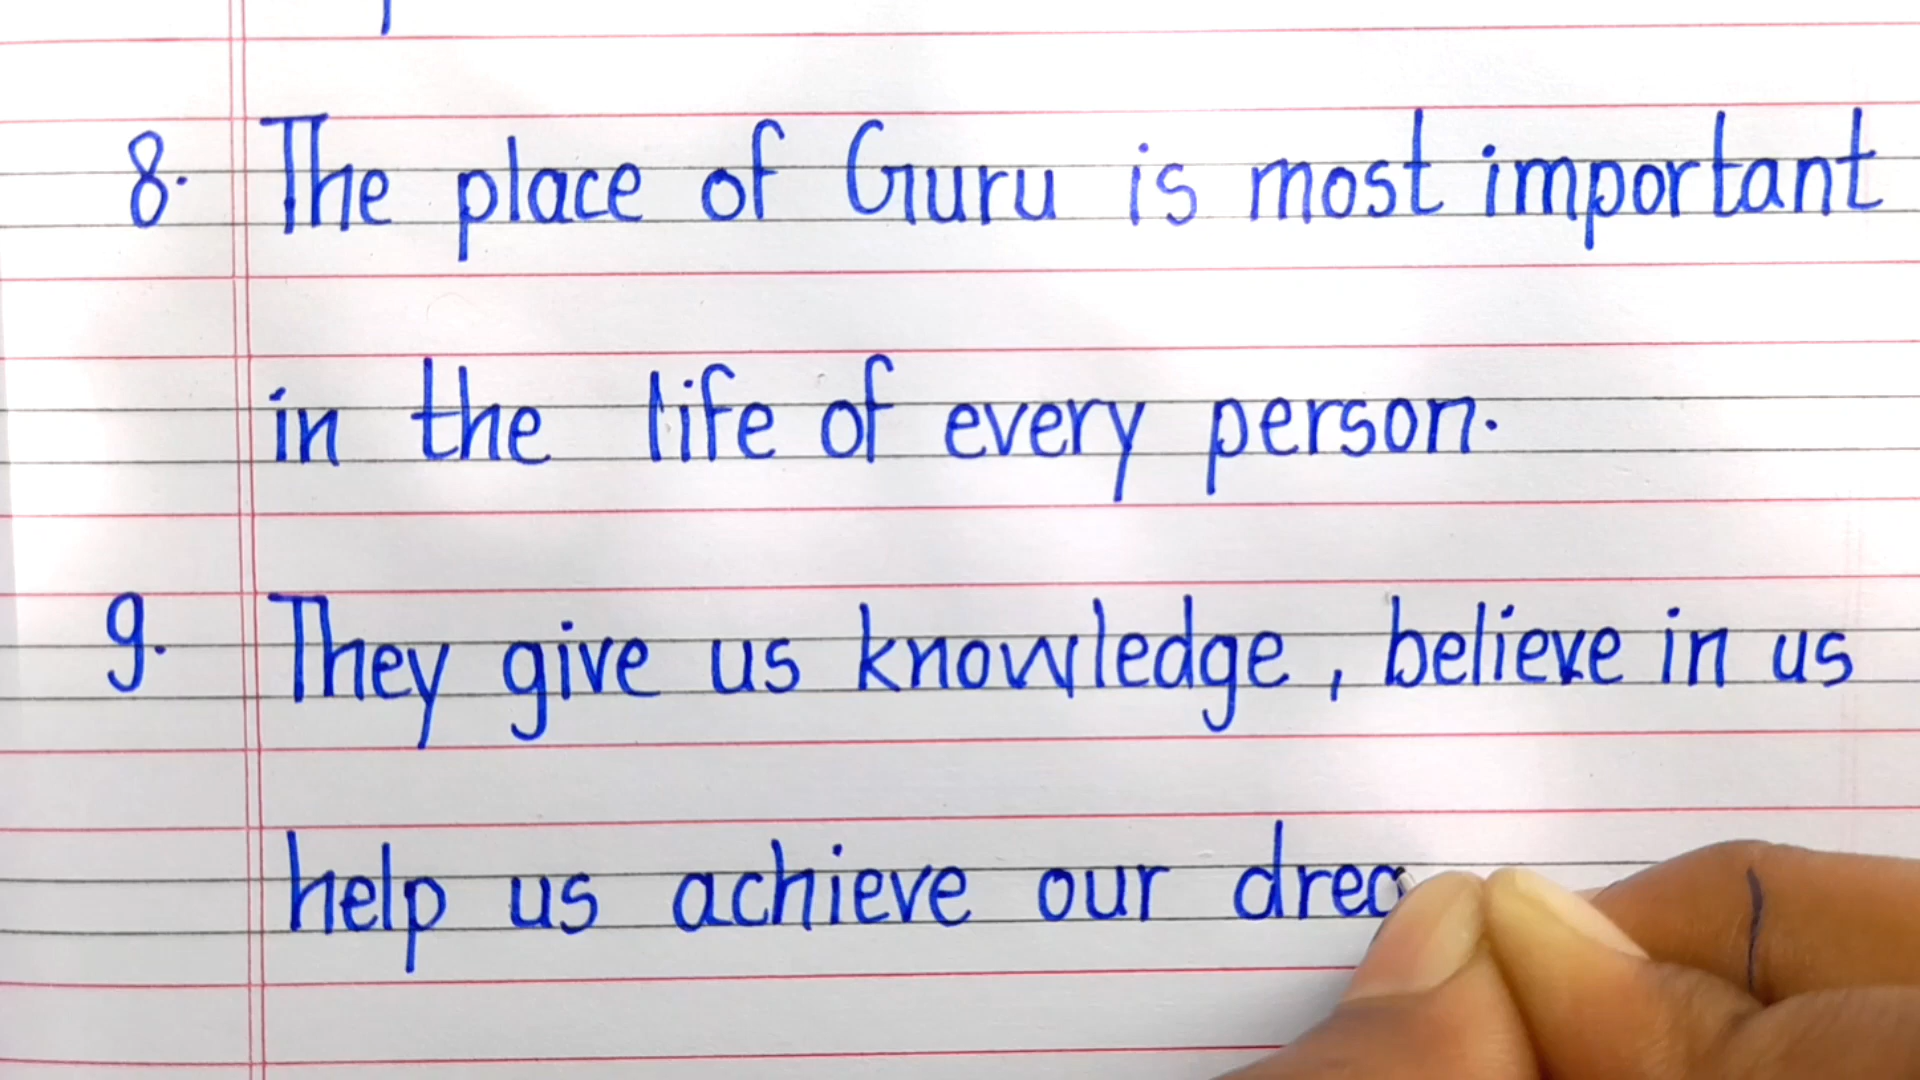 8. The place of Guru is most important
in the life of every person.
9. They give us knowledge, believe in us
help us achieve our drea